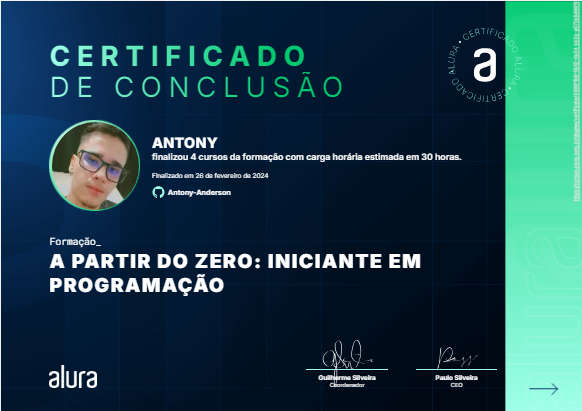 CERTIFICADO
DE CONCLUSÃO
CERTIFICADO ALURA • CERTIFICADO ALURA •
a
ANTONY
finalizou 4 cursos da formação com carga horária estimada em 30 horas.
Finalizado em 26 de fevereiro de 2024
Antony-Anderson
Formação_
A PARTIR DO ZERO: INICIANTE EM
PROGRAMAÇÃO
alura
Guilherme Silveira
Coordenador
Paulo Silveira
CEO